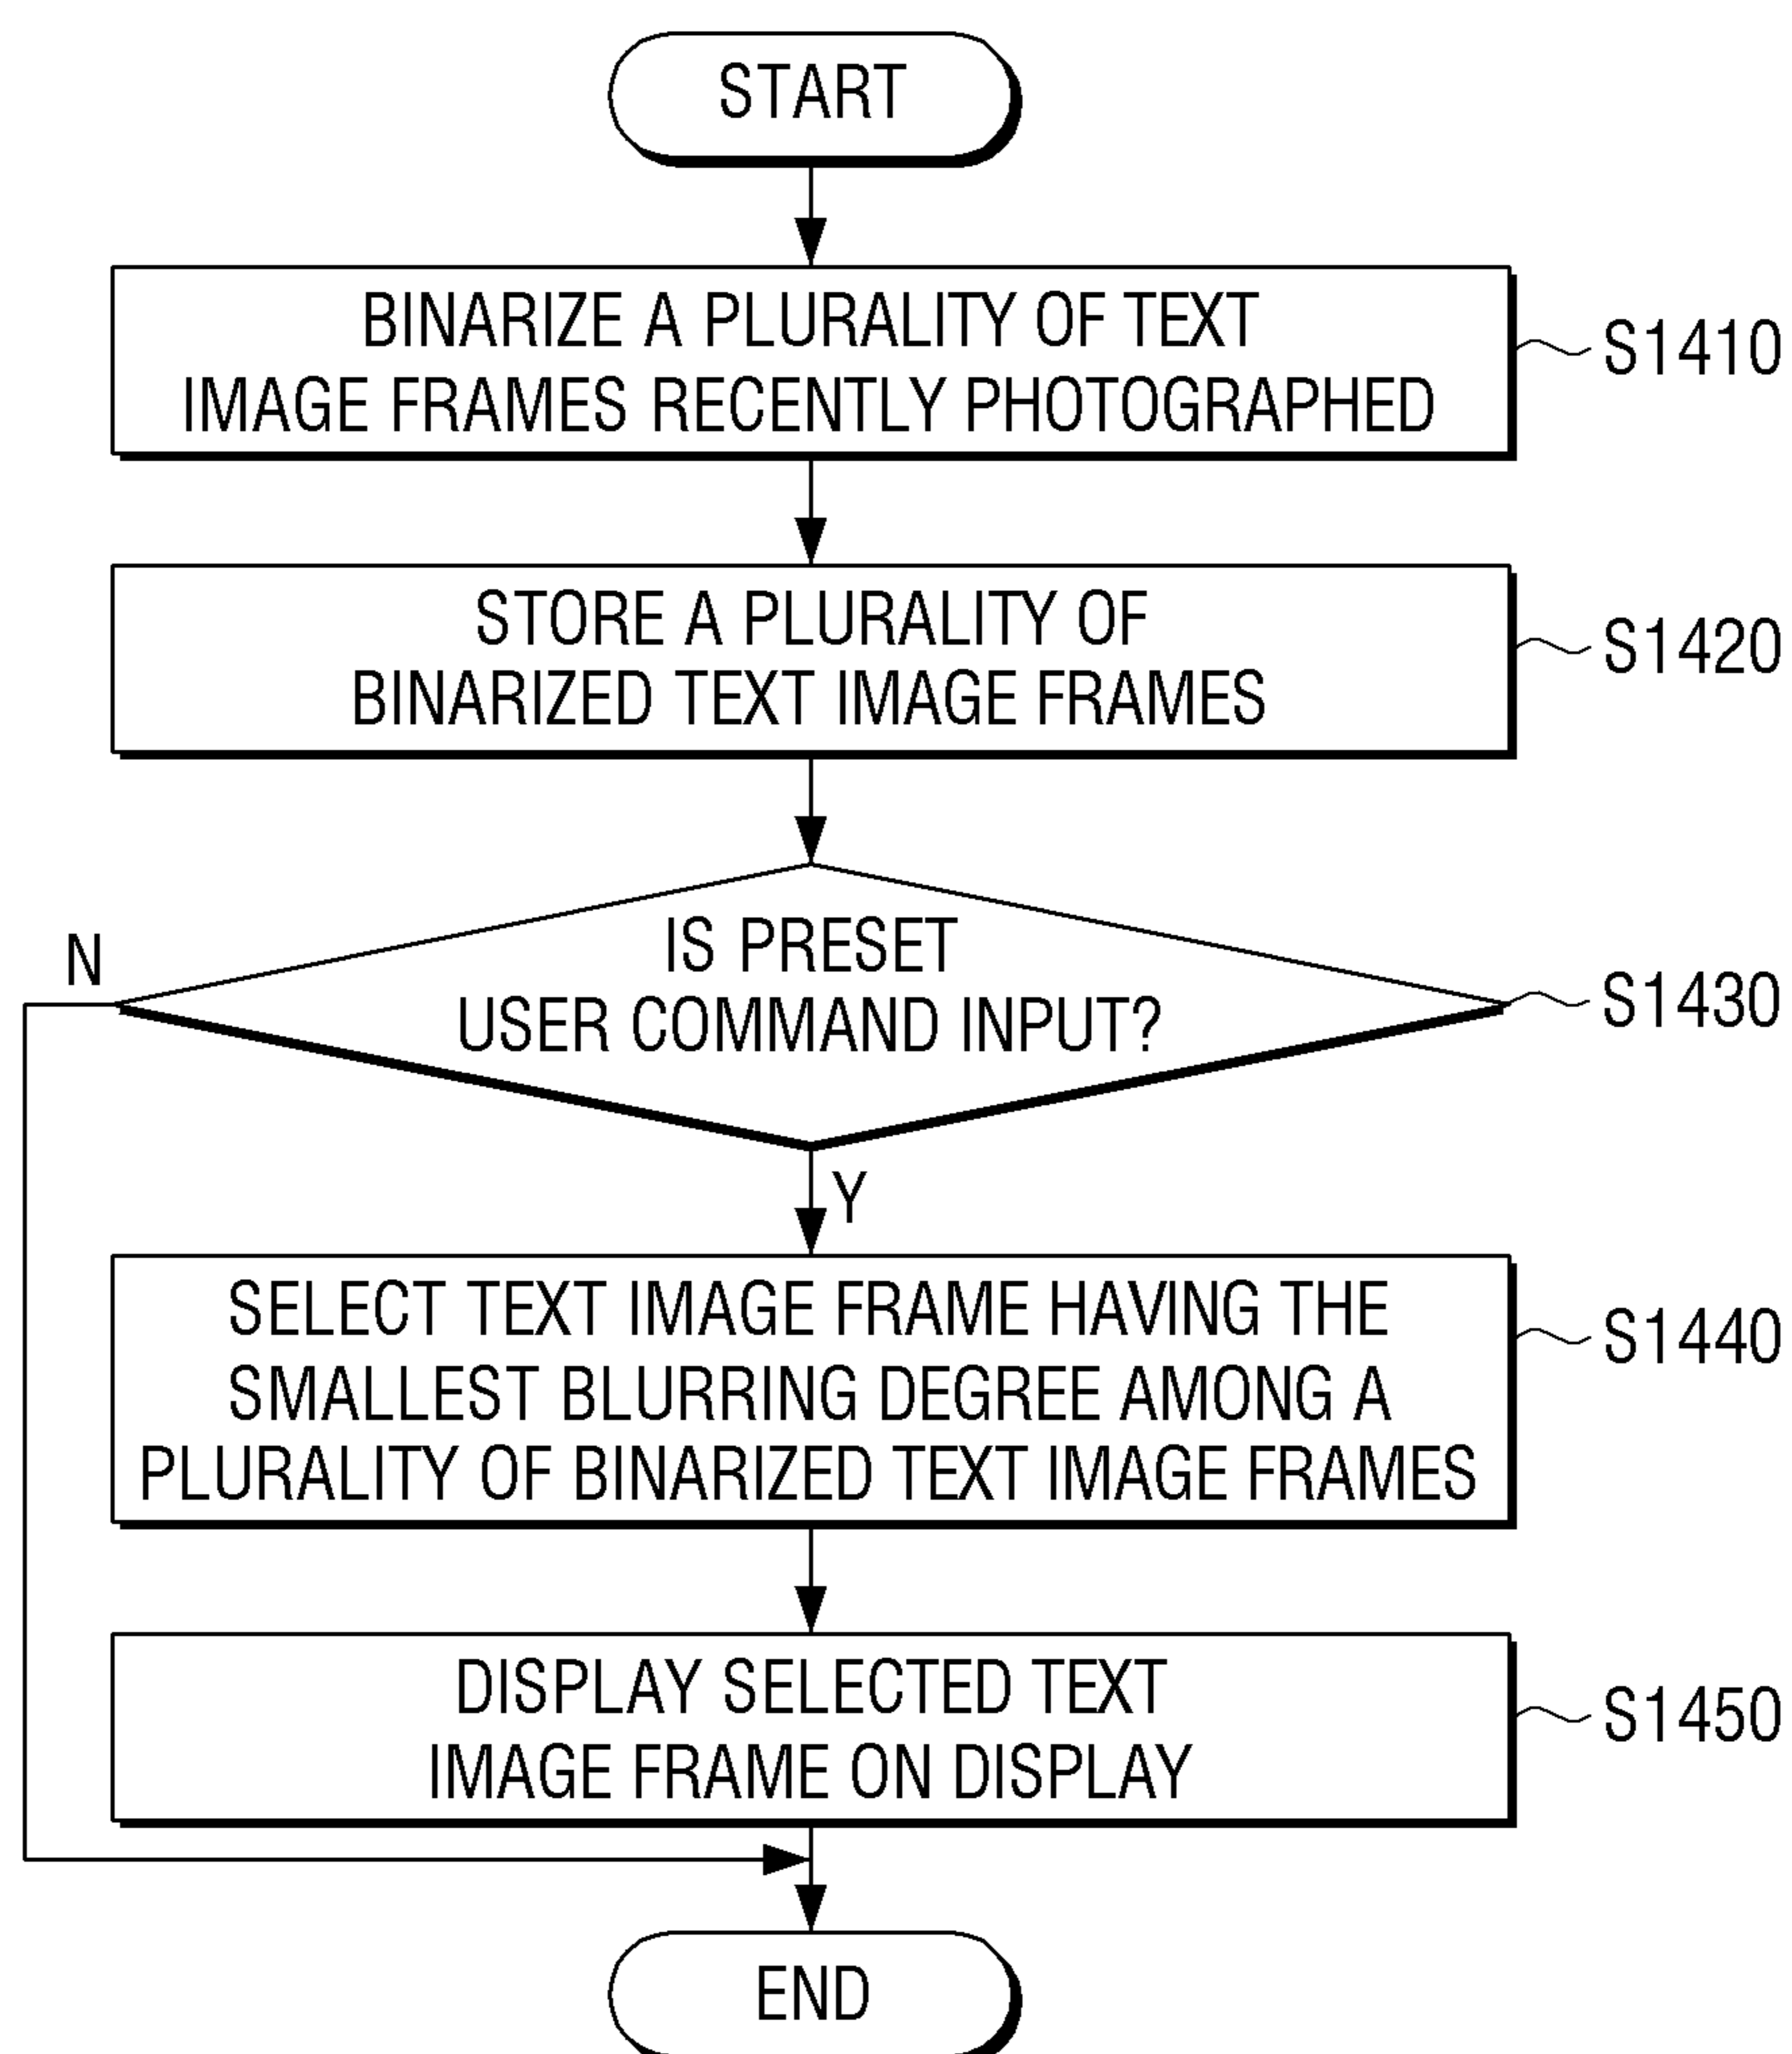 START
BINARIZE A PLURALITY OF TEXT
IMAGE FRAMES RECENTLY PHOTOGRAPHED
S1410
STORE A PLURALITY OF
BINARIZED TEXT IMAGE FRAMES
S1420
N
IS PRESET
USER COMMAND INPUT?
S1430
Y
SELECT TEXT IMAGE FRAME HAVING THE
SMALLEST BLURRING DEGREE AMONG A
PLURALITY OF BINARIZED TEXT IMAGE FRAMES
S1440
DISPLAY SELECTED TEXT
IMAGE FRAME ON DISPLAY
S1450
END